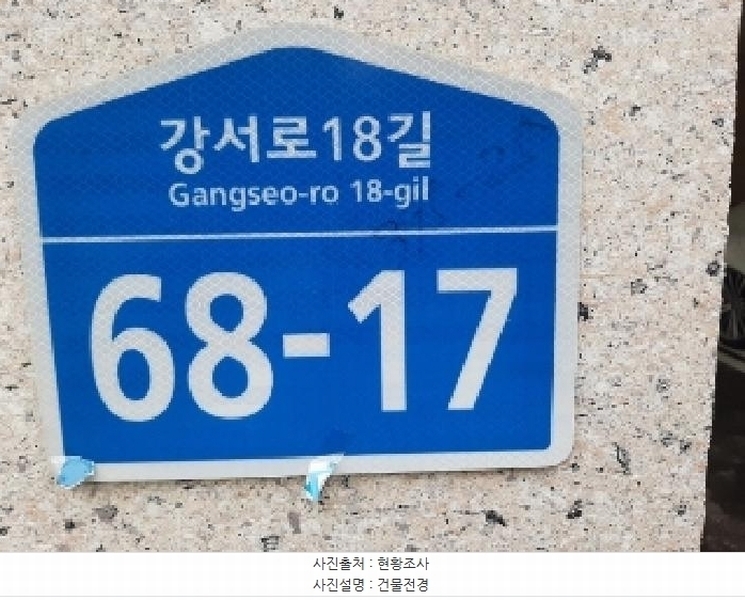 강서로18길
Gangseo-ro 18-gil
68-17
사진출처 : 현황조사
사진설명 : 건물전경